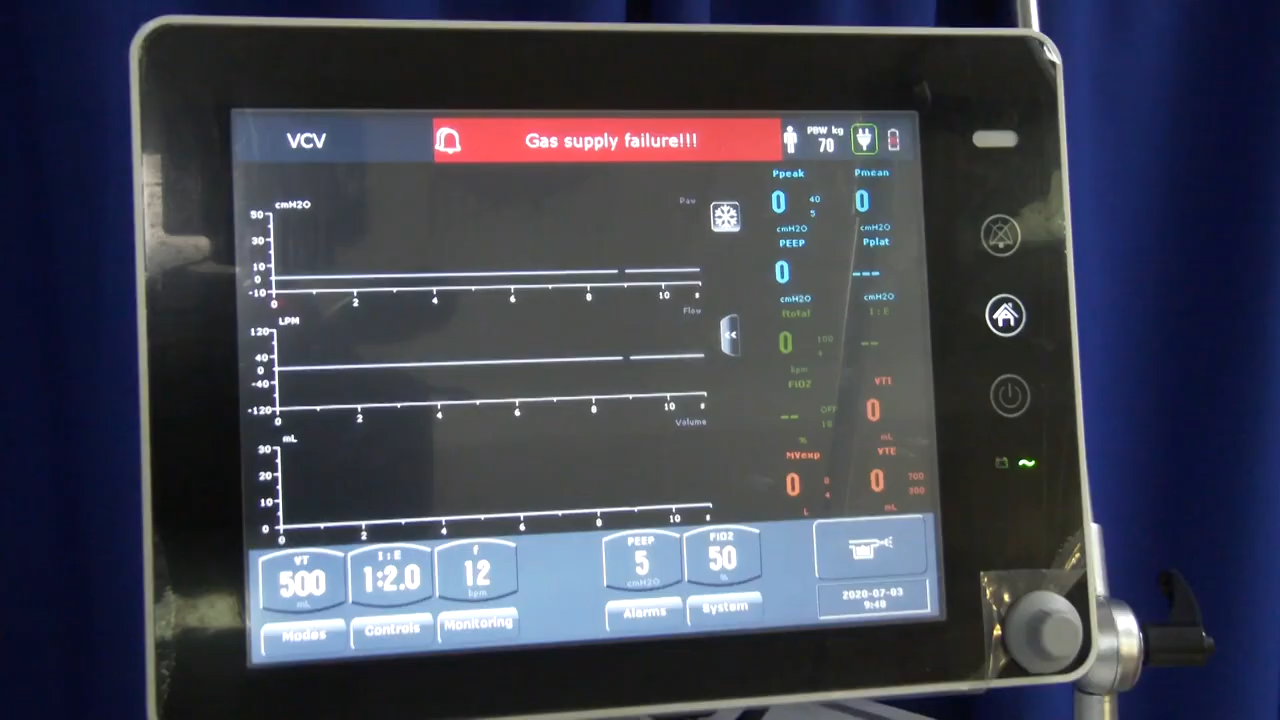 VCV
Gas supply failure!!!
PBW kg
70
Ppeak Pmean
0 40 5 0
cmH2O cmH2O
PEEP Pplat
0 ---
cmH2O cmH2O
ftotal I:E
0 100 4 --
bpm
FiO2 VTI
-- OFF 18 0
% mL
MVexp VTE
0 8 4 0 700 300
L mL
cmH2O Paw
50
30
10
0
-10
0 2 4 6 8 10 s
LPM Flow
120
40
0
-40
-120
0 2 4 6 8 10 s
mL Volume
30
20
10
0
0 2 4 6 8 10 s
VT I:E f PEEP FiO2
500 1:2.0 12 5 50
mL bpm cmH2O %
Modes Controls Monitoring Alarms System
2020-07-03
9:48